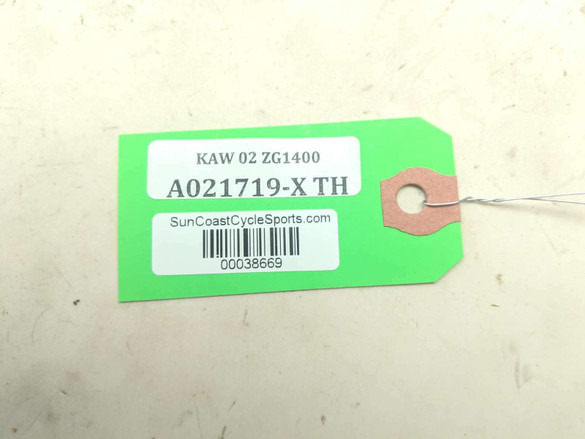 KAW 02 ZG1400
A021719-X TH
SunCoastCycleSports.com
00038669